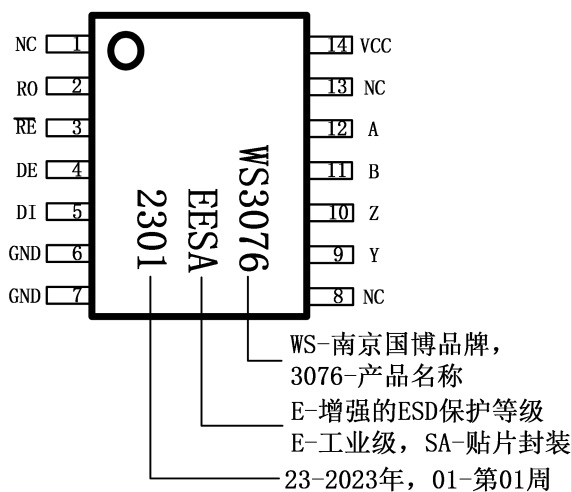 NC 1 14 VCC
RO 2 13 NC
RE 3 12 A
DE 4 11 B
DI 5 10 Z
GND 6 9 Y
GND 7 8 NC
WS3076
EESA
2301
WS-南京国博品牌，
3076-产品名称
E-增强的ESD保护等级
E-工业级，SA-贴片封装
23-2023年，01-第01周